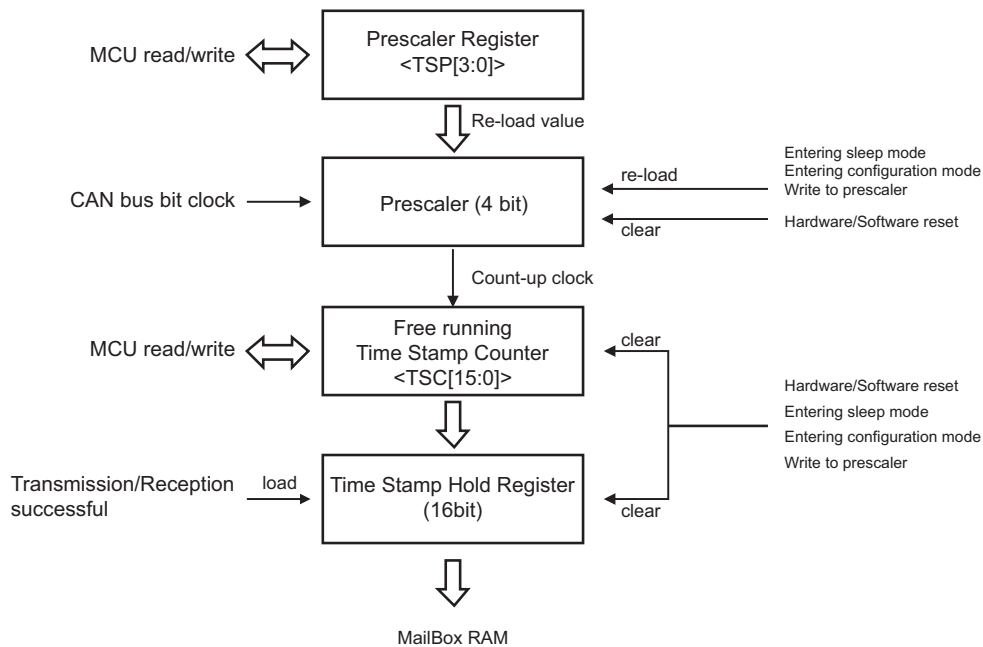 MCU read/write
Prescaler Register
<TSP[3:0]>
Re-load value
CAN bus bit clock
Prescaler (4 bit)
re-load
clear
Entering sleep mode
Entering configuration mode
Write to prescaler
Hardware/Software reset
Count-up clock
MCU read/write
Free running
Time Stamp Counter
<TSC[15:0]>
clear
Hardware/Software reset
Entering sleep mode
Entering configuration mode
Write to prescaler
Transmission/Reception
successful
load
Time Stamp Hold Register
(16bit)
clear
MailBox RAM